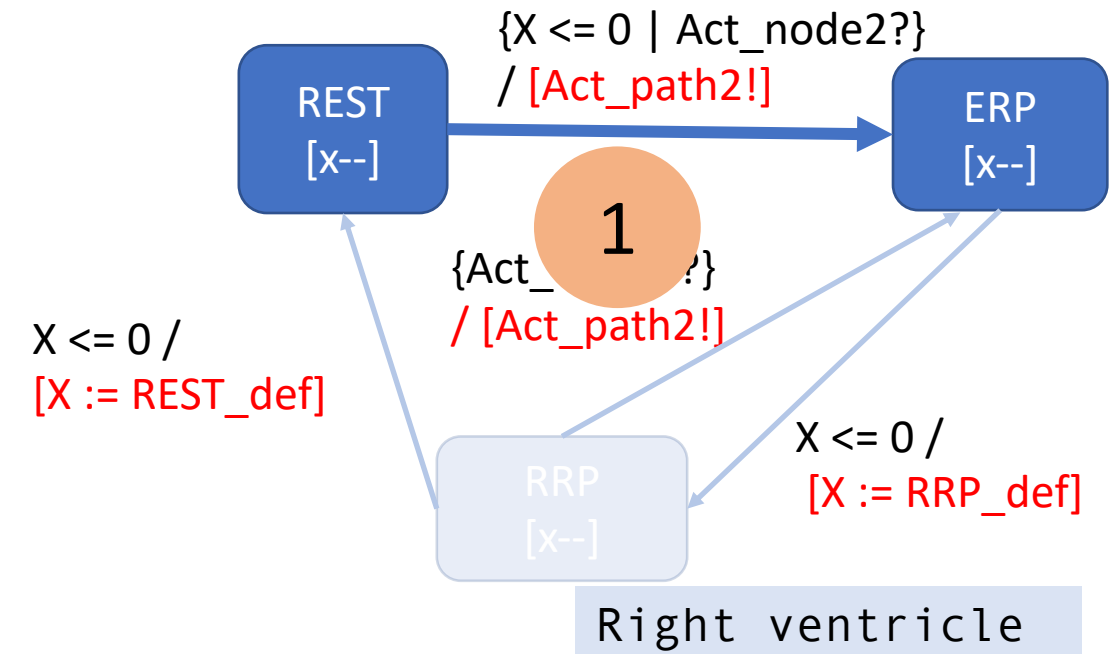 {X <= 0 | Act_node2?}
/ [Act_path2!]
REST
[x--]
ERP
[x--]
1
{Act_ ?}
/ [Act_path2!]
X <= 0 /
[X := REST_def]
X <= 0 /
[X := RRP_def]
RRP
[x--]
Right ventricle